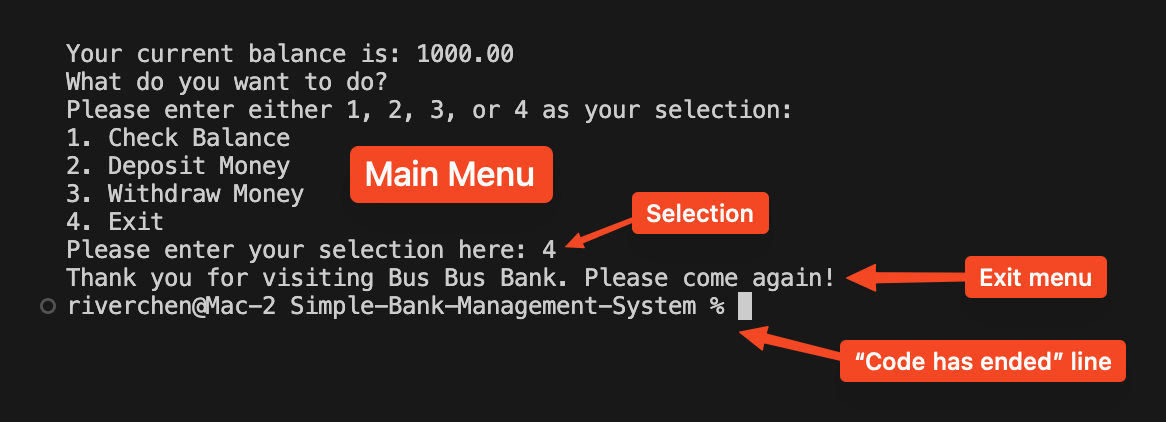 Your current balance is: 1000.00
What do you want to do?
Please enter either 1, 2, 3, or 4 as your selection:
1. Check Balance
2. Deposit Money
3. Withdraw Money
Main Menu
4. Exit
Selection
Please enter your selection here: 4
Thank you for visiting Bus Bus Bank. Please come again!
Exit menu
riverchen@Mac-2 Simple-Bank-Management-System %
“Code has ended” line